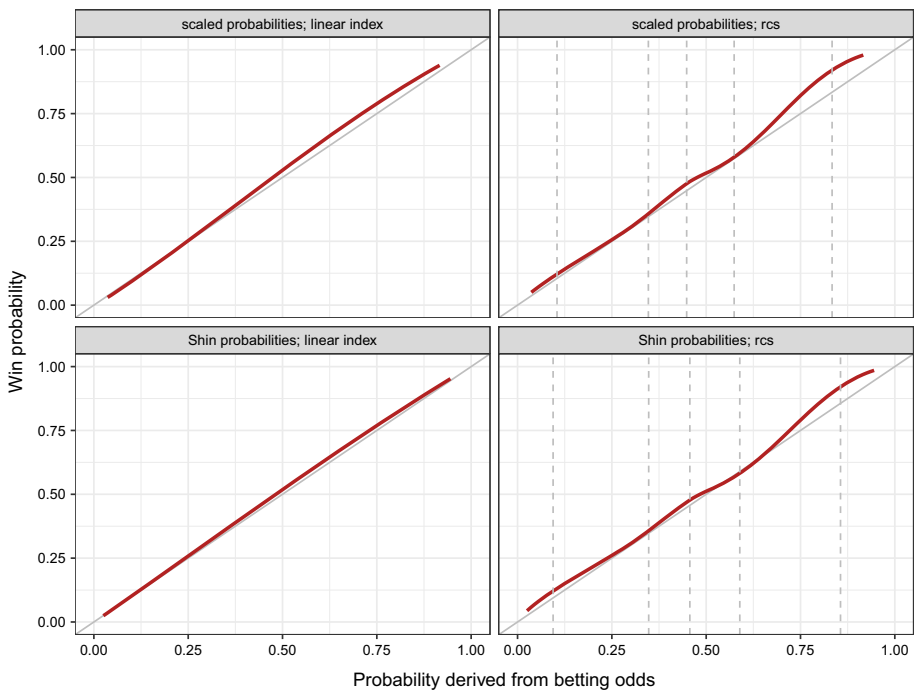 scaled probabilities; linear index
scaled probabilities; rcs
1.00
0.75
0.50
0.25
0.00
Shin probabilities; linear index
Shin probabilities; rcs
1.00
0.75
0.50
0.25
0.00
Win probability
0.00 0.25 0.50 0.75 1.00 0.00 0.25 0.50 0.75 1.00
Probability derived from betting odds